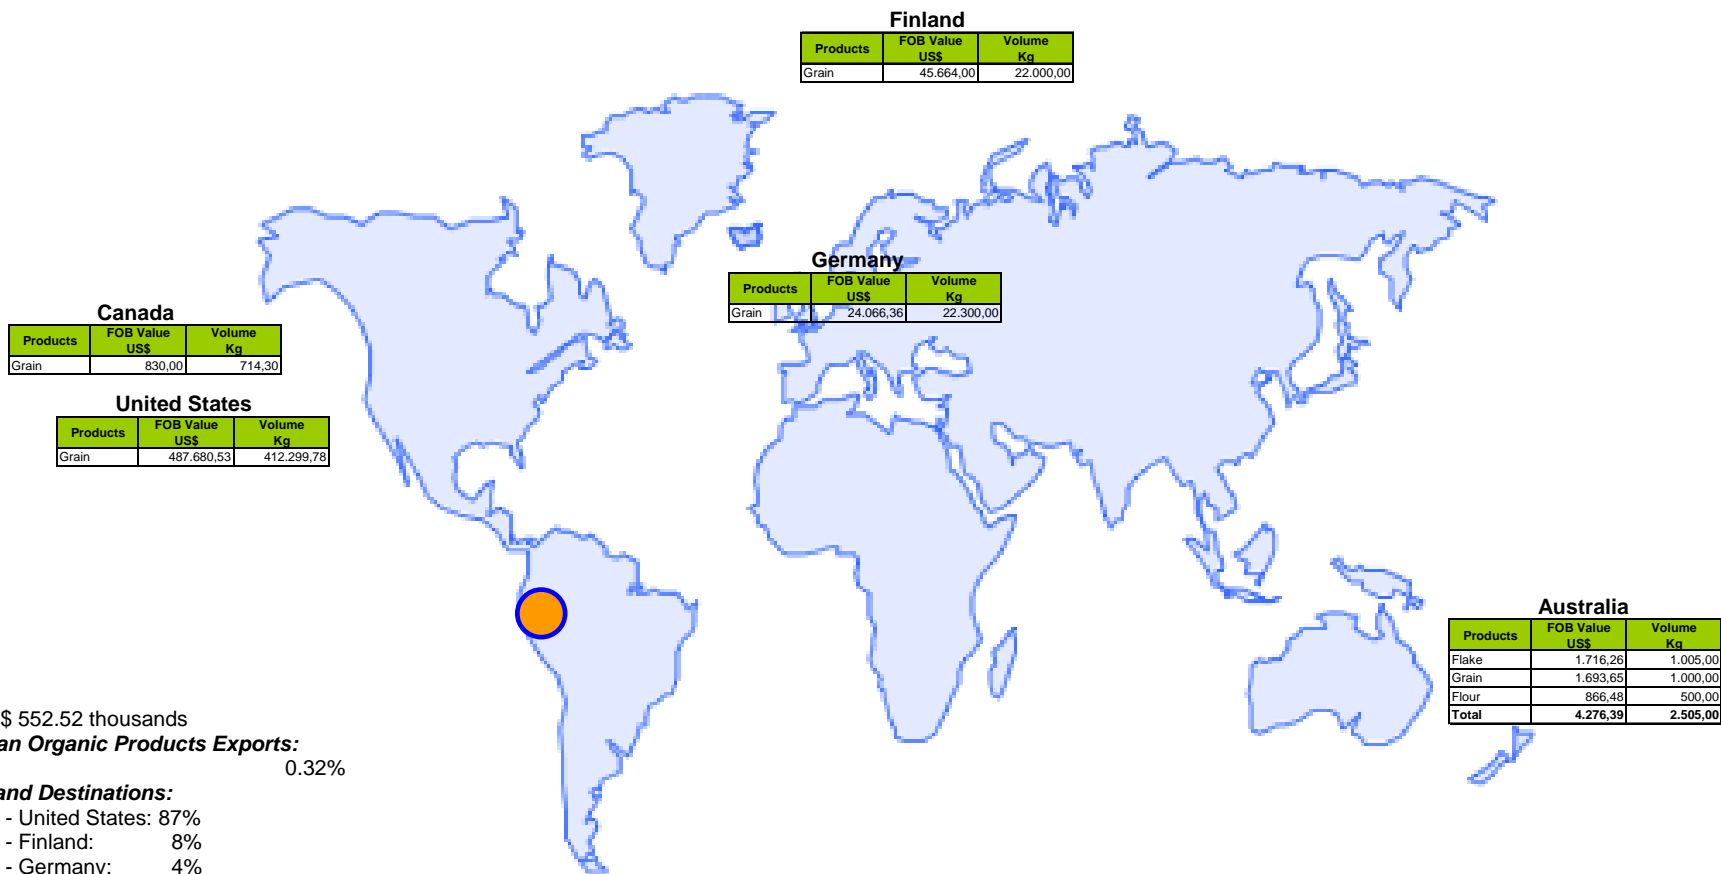 Finland
Products FOB Value US$ Volume Kg
Grain 45.664,00 22.000,00
Germany
Products FOB Value US$ Volume Kg
Grain 24.066,36 22.300,00
Canada
Products FOB Value US$ Volume Kg
Grain 830,00 714,30
United States
Products FOB Value US$ Volume Kg
Grain 487.680,53 412.299,78
Australia
Products FOB Value US$ Volume Kg
Flake 1.716,26 1.005,00
Grain 1.693,65 1.000,00
Flour 866,48 500,00
Total 4.276,39 2.505,00
$ 552.52 thousands
an Organic Products Exports:
0.32%
and Destinations:
- United States: 87%
- Finland: 8%
- Germany: 4%